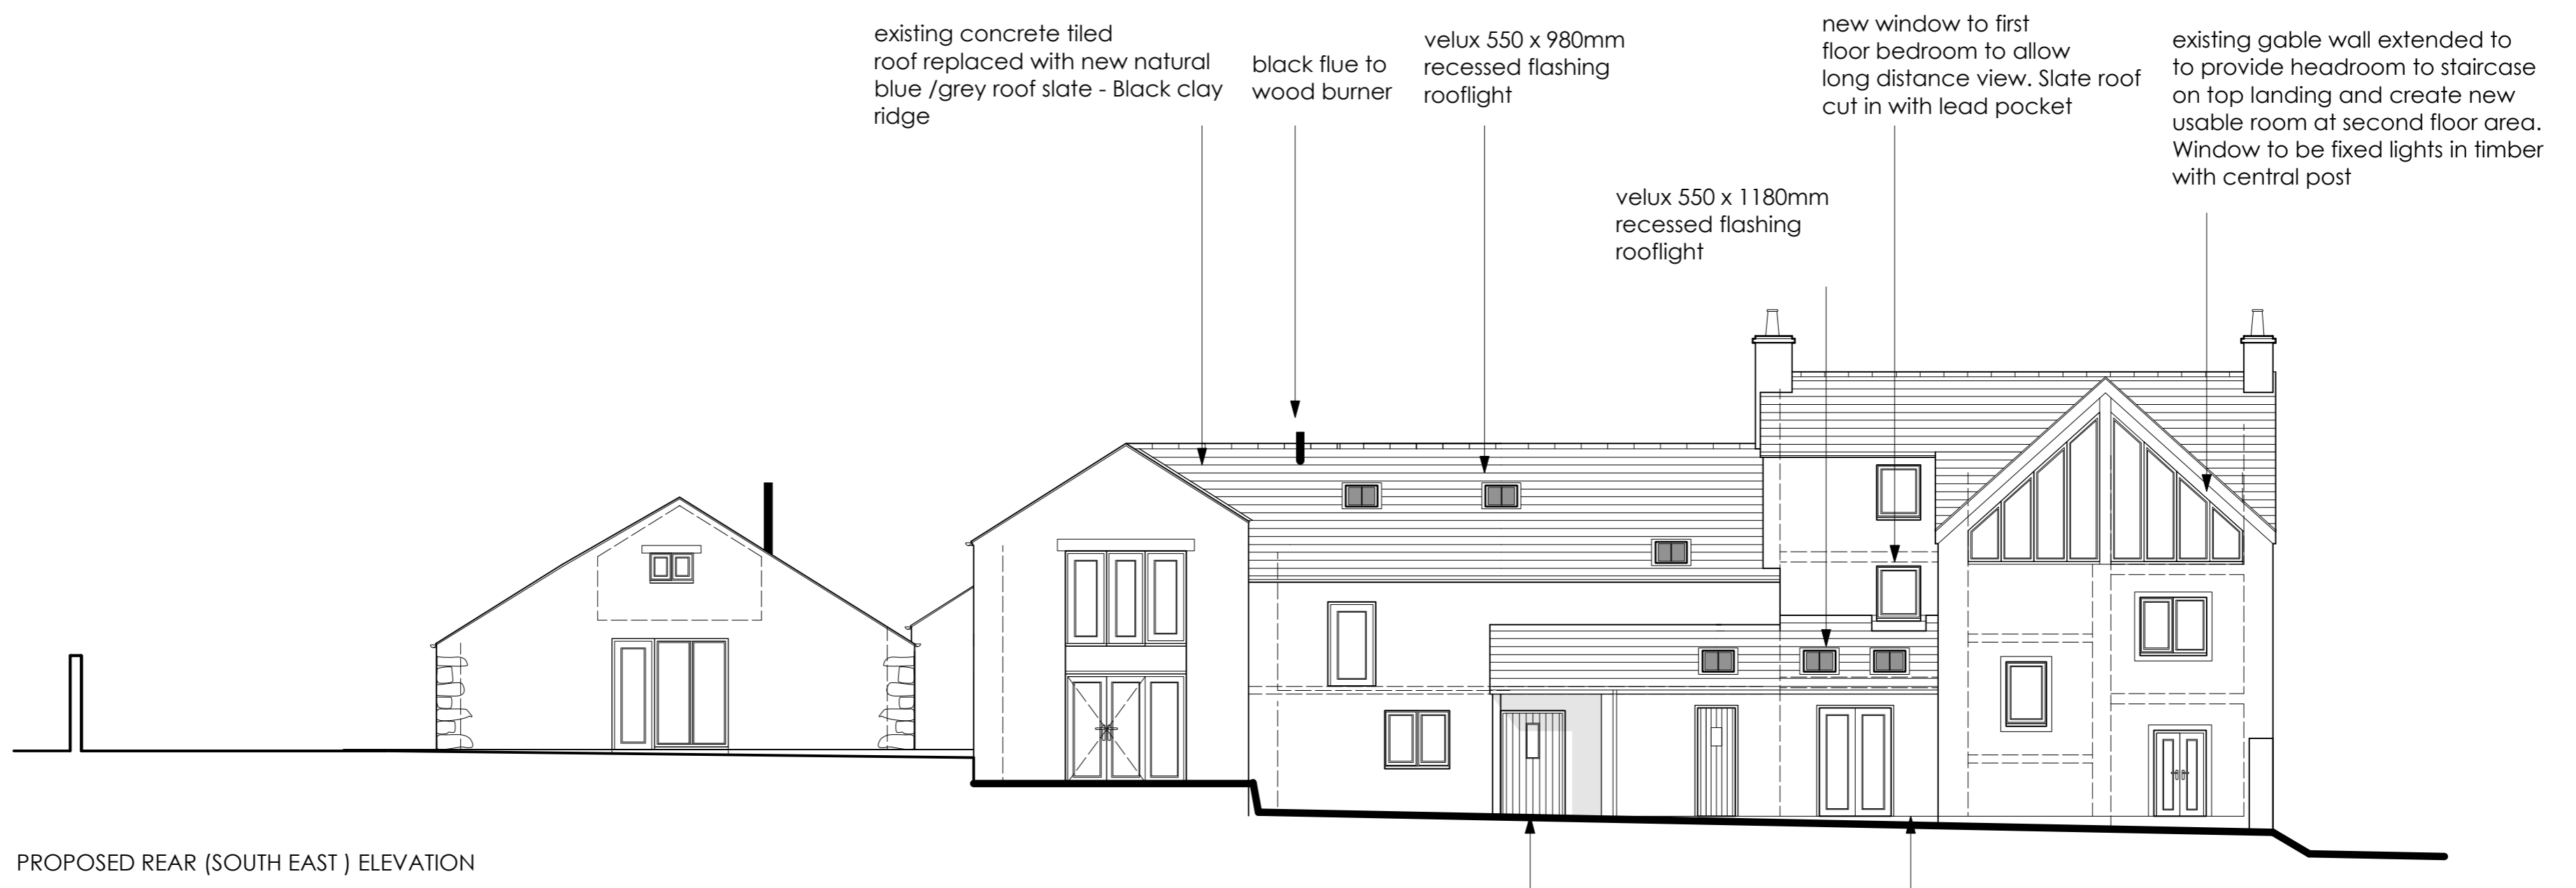 existing concrete tiled
roof replaced with new natural
blue /grey roof slate - Black clay
ridge
black flue to
wood burner
velux 550 x 980mm
recessed flashing
rooflight
velux 550 x 1180mm
recessed flashing
rooflight
new window to first
floor bedroom to allow
long distance view. Slate roof
cut in with lead pocket
existing gable wall extended to
to provide headroom to staircase
on top landing and create new
usable room at second floor area.
Window to be fixed lights in timber
with central post
PROPOSED REAR (SOUTH EAST ) ELEVATION